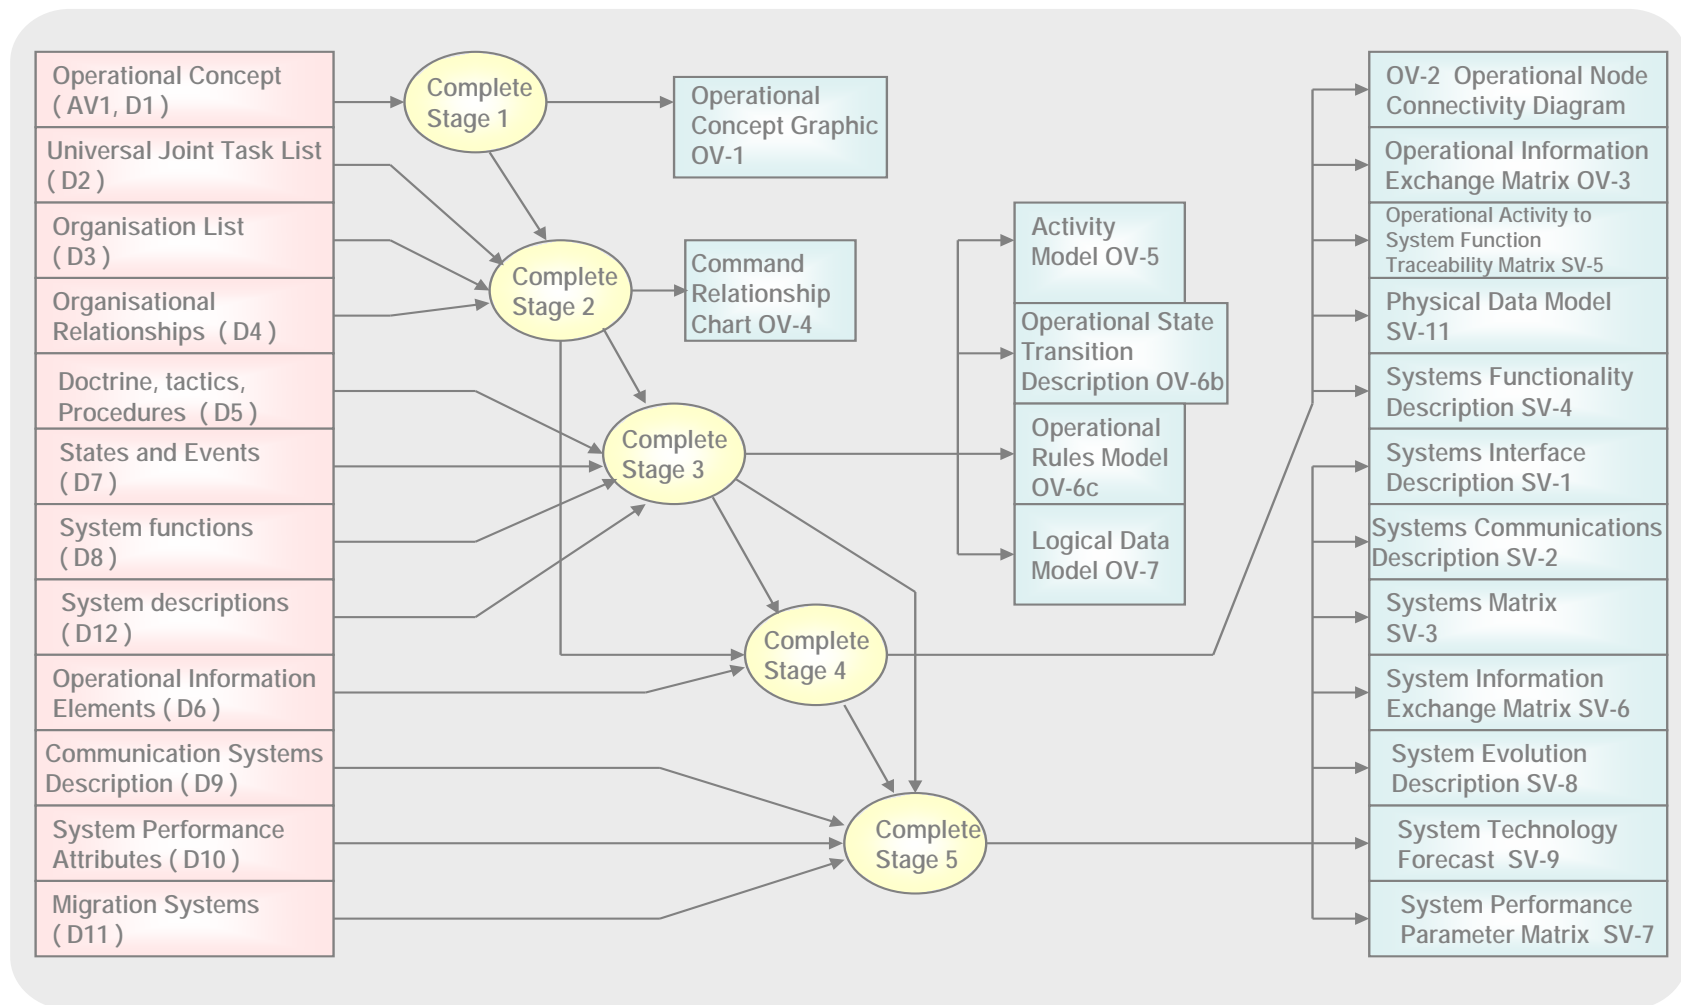 Operational Concept
( AV1, D1 )
Universal Joint Task List
( D2 )
Organisation List
( D3 )
Organisational
Relationships ( D4 )
Doctrine, tactics,
Procedures ( D5 )
States and Events
( D7 )
System functions
(D8 )
System descriptions
( D12 )
Operational Information
Elements ( D6 )
Communication Systems
Description ( D9 )
System Performance
Attributes ( D10 )
Migration Systems
( D11 )
Complete
Stage 1
Complete
Stage 2
Complete
Stage 3
Complete
Stage 4
Complete
Stage 5
Operational
Concept Graphic
OV-1
Command
Relationship
Chart OV-4
Activity
Model OV-5
Operational State
Transition
Description OV-6b
Operational
Rules Model
OV-6c
Logical Data
Model OV-7
OV-2 Operational Node
Connectivity Diagram
Operational Information
Exchange Matrix OV-3
Operational Activity to
System Function
Traceability Matrix SV-5
Physical Data Model
SV-11
Systems Functionality
Description SV-4
Systems Interface
Description SV-1
Systems Communications
Description SV-2
Systems Matrix
SV-3
System Information
Exchange Matrix SV-6
System Evolution
Description SV-8
System Technology
Forecast SV-9
System Performance
Parameter Matrix SV-7